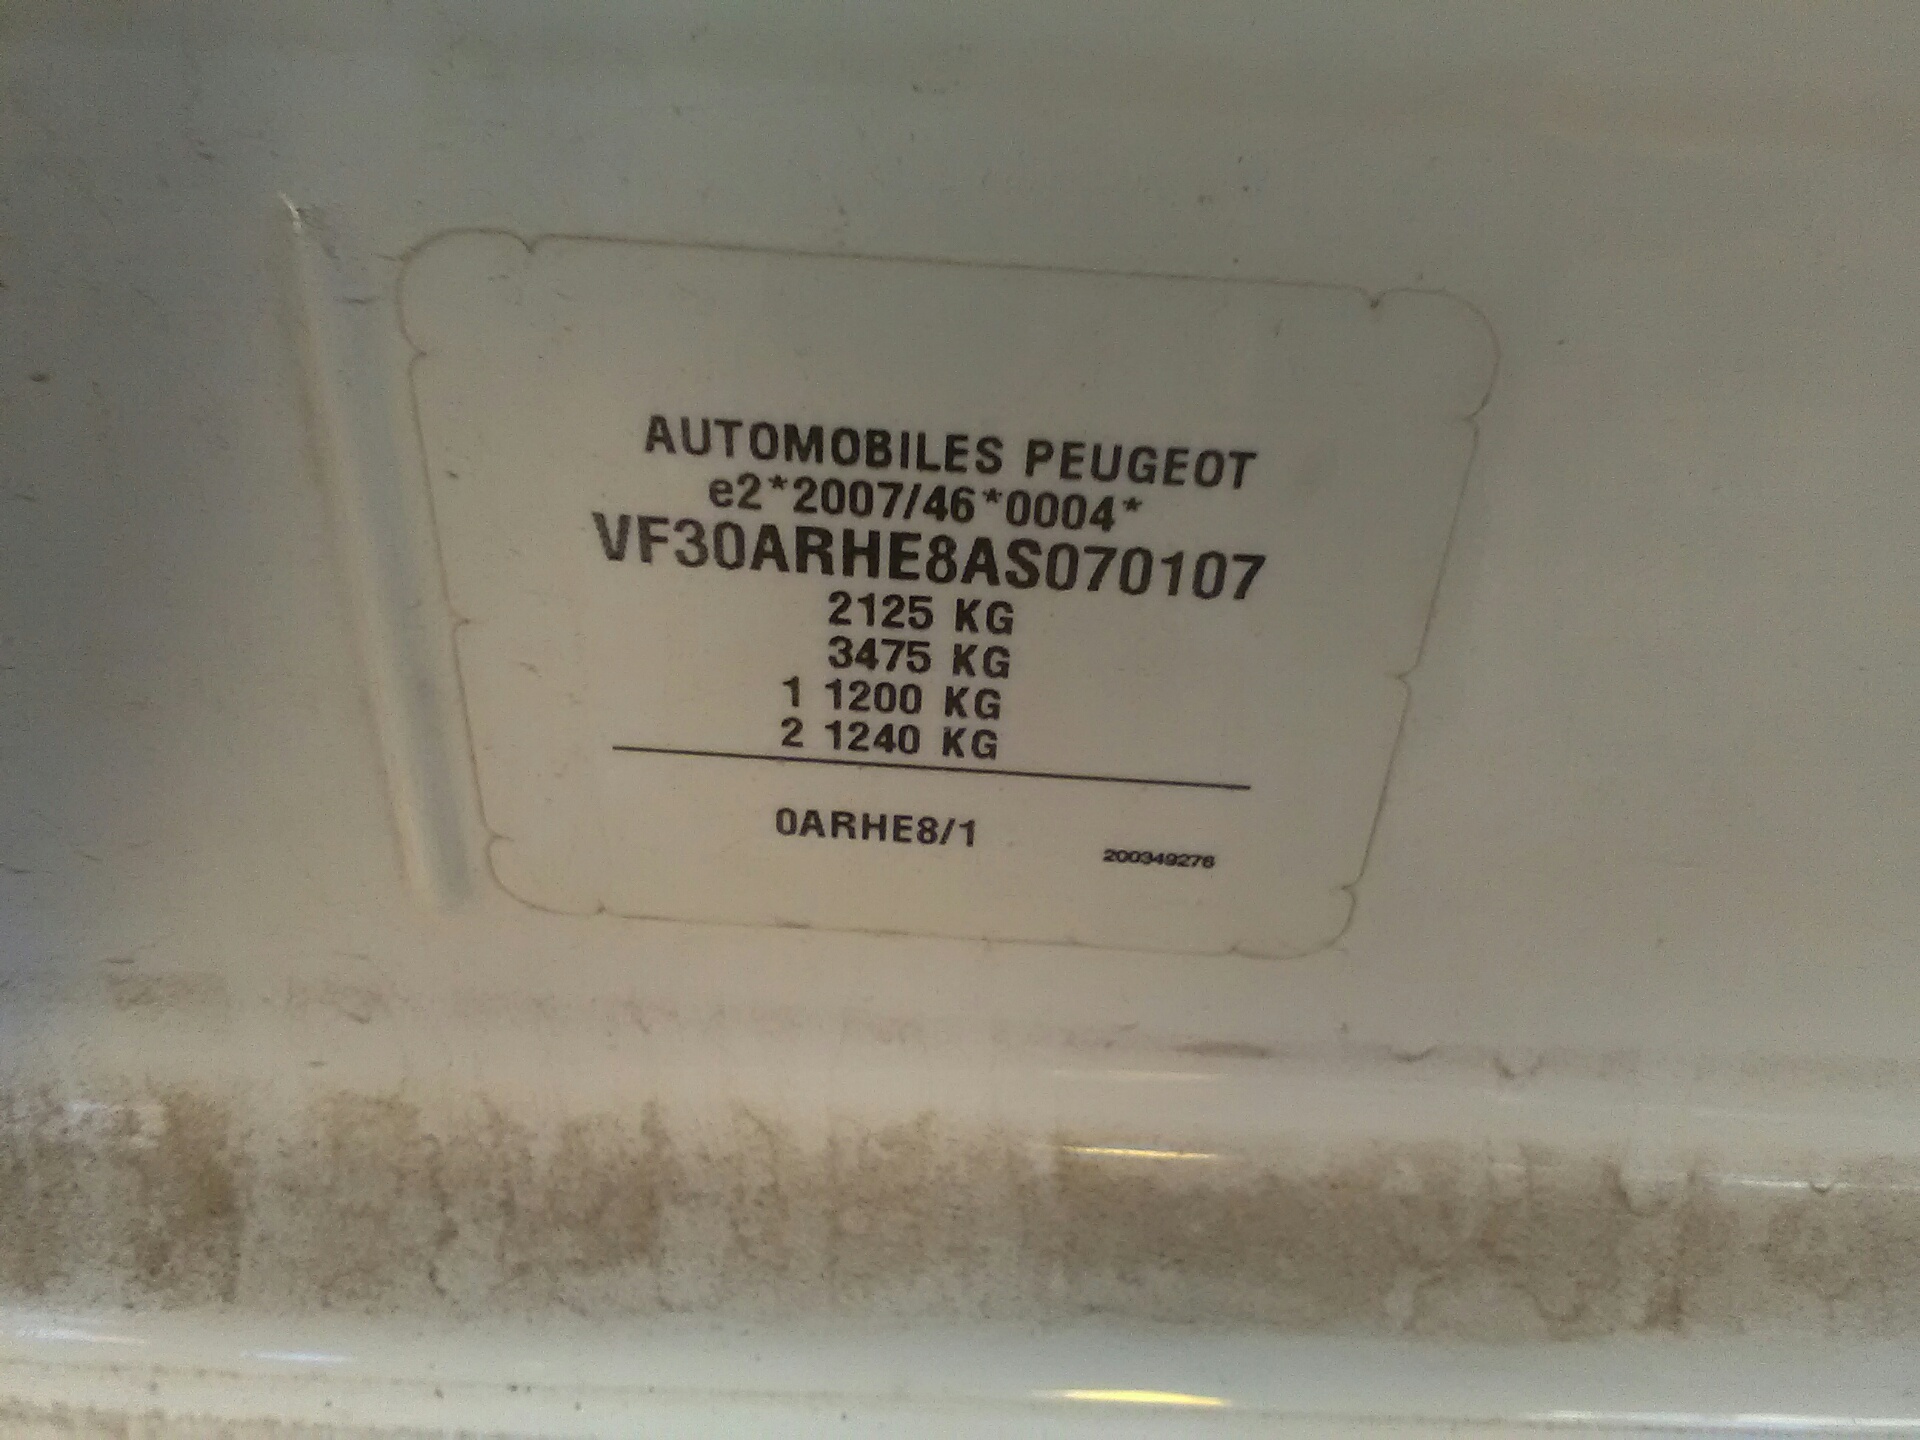 AUTOMOBILES PEUGEOT
e2*2007/46*0004*
VF30ARHE8AS070107
2125 KG
3475 KG
1 1200 KG
2 1240 KG
0ARHE8/1
200349276